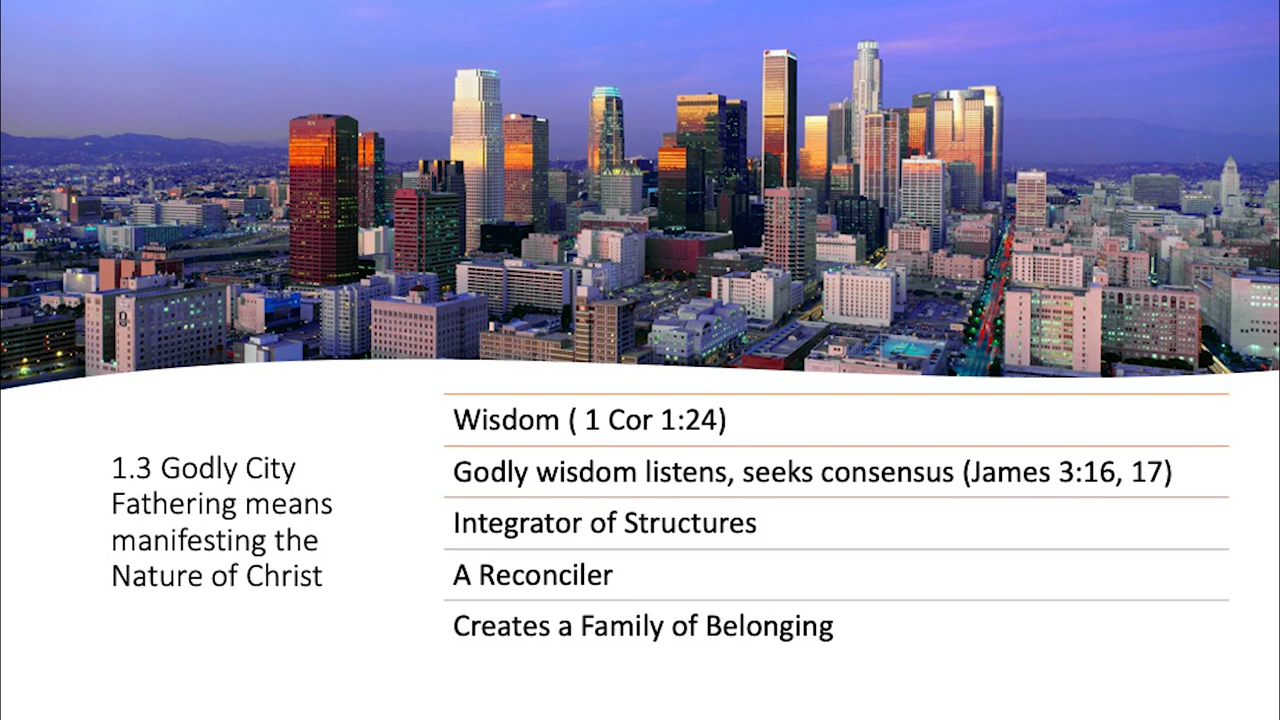 1.3 Godly City
Fathering means
manifesting the
Nature of Christ
Wisdom ( 1 Cor 1:24)
Godly wisdom listens, seeks consensus (James 3:16, 17)
Integrator of Structures
A Reconciler
Creates a Family of Belonging